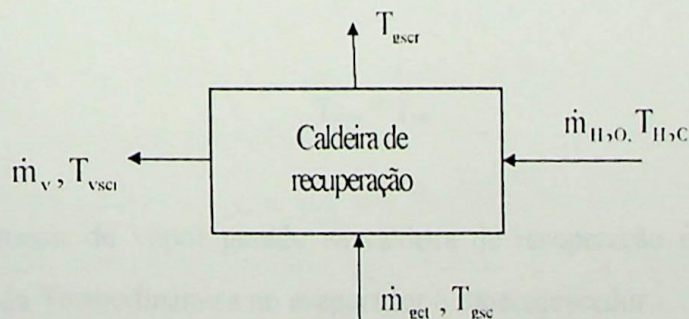 T_gscr
Caldeira de
recuperação
ṁ_H₂O, T_H₂O
ṁ_v , T_vscr
ṁ_gct , T_gsc